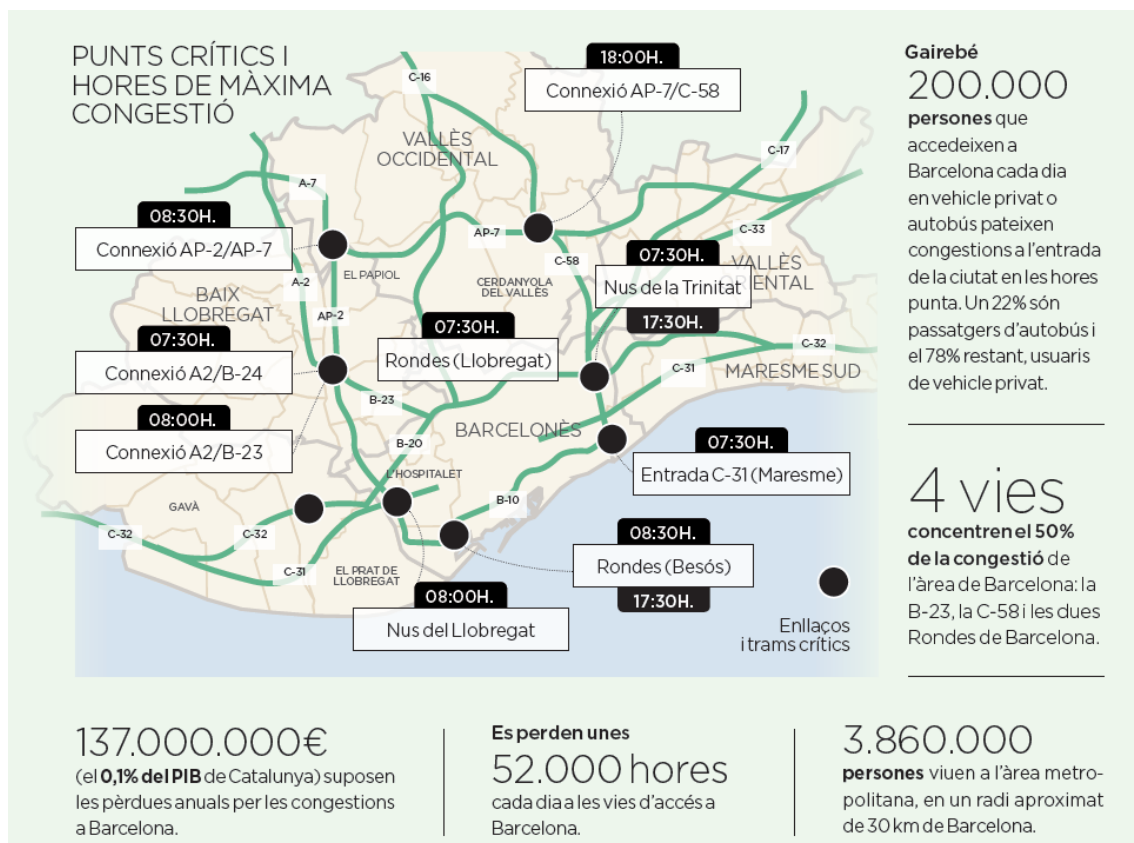 PUNTS CRÍTICS I
HORES DE MÀXIMA
CONGESTIÓ
18:00H.
Connexió AP-7/C-58
C-16
VALLÈS
OCCIDENTAL
C-17
A-7
08:30H.
Connexió AP-2/AP-7
AP-7
C-33
C-58
EL PAPIOL
CERDANYOLA
DEL VALLÈS
07:30H.
Nus de la Trinitat
17:30H.
VALLÈS
ORIENTAL
A-2
BAIX
LLOBREGAT
AP-2
07:30H.
Connexió A2/B-24
07:30H.
Rondes (Llobregat)
C-32
C-31
MARESME SUD
B-23
08:00H.
Connexió A2/B-23
BARCELONÈS
B-20
07:30H.
Entrada C-31 (Maresme)
L'HOSPITALET
B-10
GAVÀ
C-32
C-32
C-31
EL PRAT DE
LLOBREGAT
08:30H.
Rondes (Besós)
17:30H.
08:00H.
Nus del Llobregat
Enllaços
i trams crítics
Gairebé
200.000
persones que
accedeixen a
Barcelona cada dia
en vehicle privat o
autobús pateixen
congestions a l'entrada
de la ciutat en les hores
punta. Un 22% són
passatgers d'autobús i
el 78% restant, usuaris
de vehicle privat.
4 vies
concentren el 50%
de la congestió de
l'àrea de Barcelona: la
B-23, la C-58 i les dues
Rondes de Barcelona.
137.000.000€
(el 0,1% del PIB de Catalunya) suposen
les pèrdues anuals per les congestions
a Barcelona.
Es perden unes
52.000 hores
cada dia a les vies d'accés a
Barcelona.
3.860.000
persones viuen a l'àrea metro-
politana, en un radi aproximat
de 30 km de Barcelona.